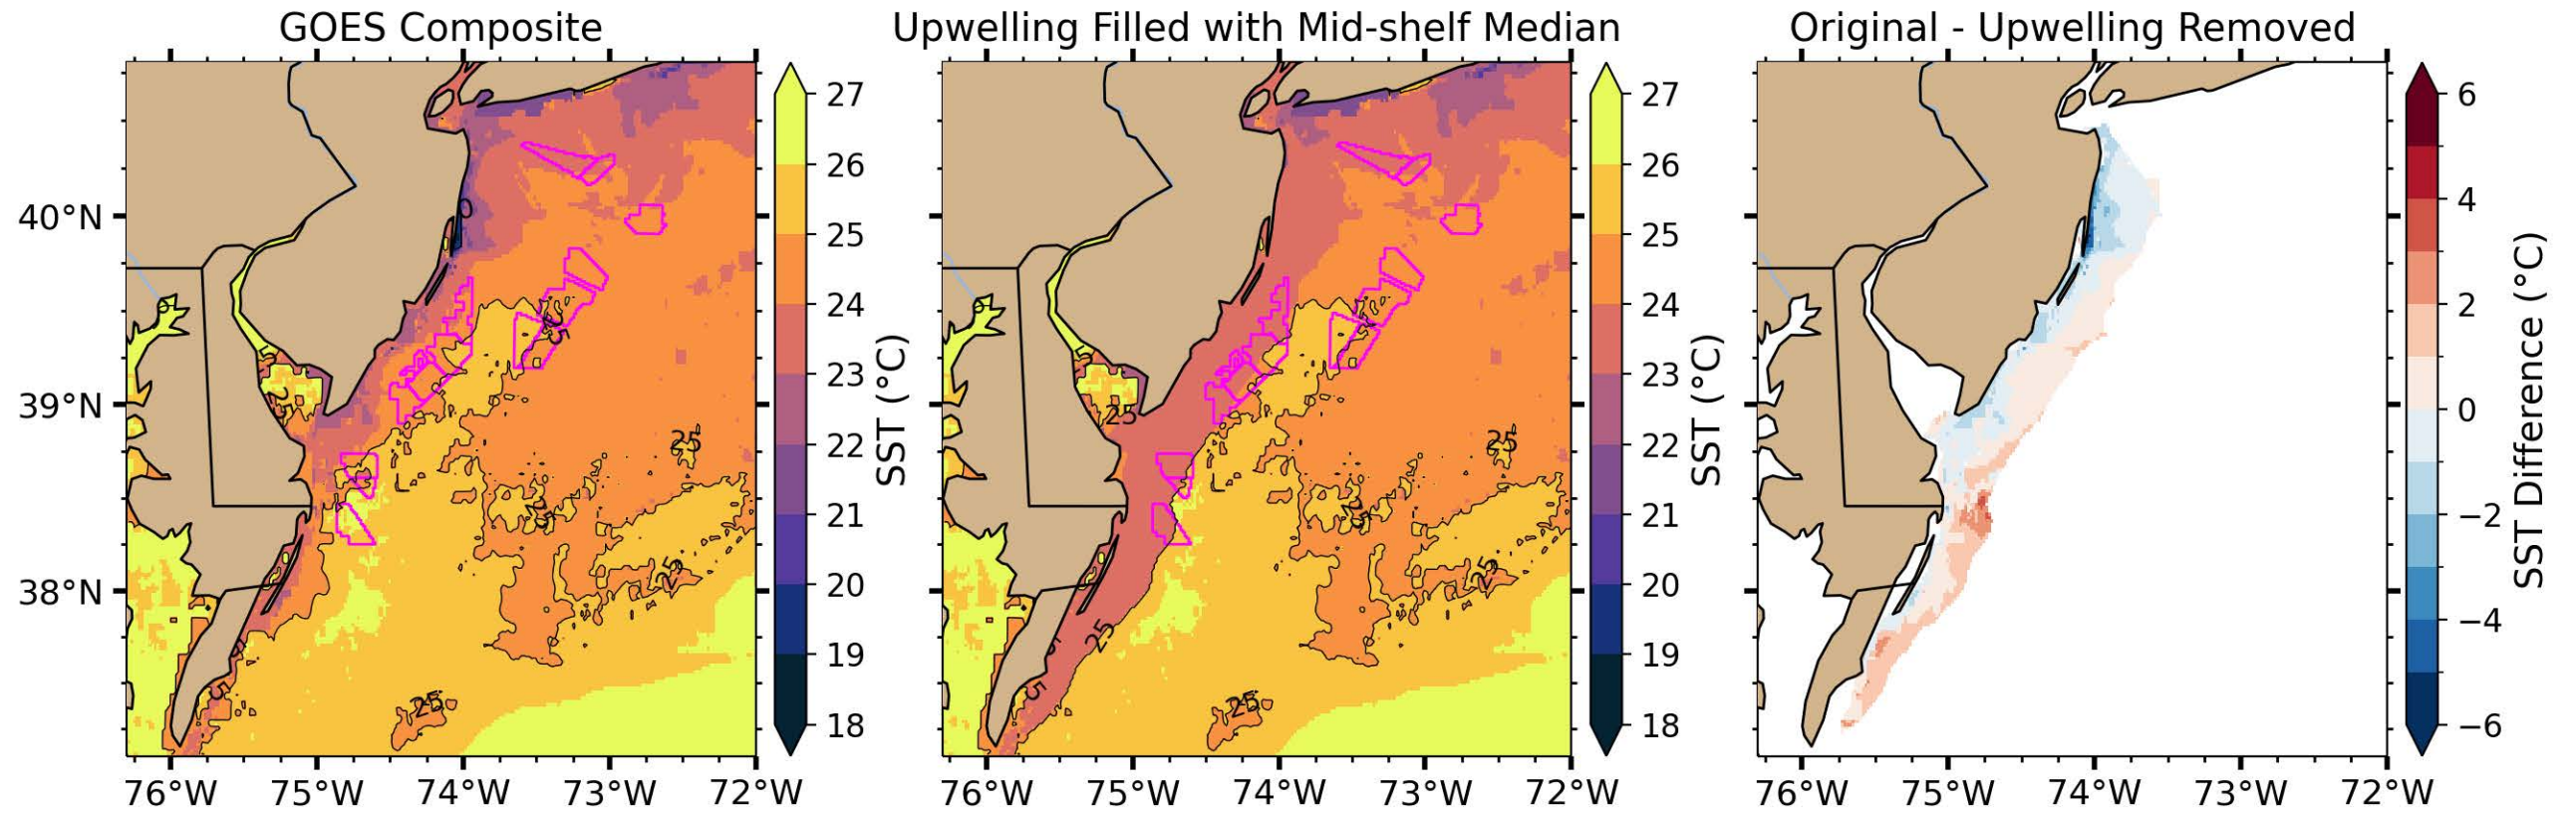 GOES Composite
Upwelling Filled with Mid-shelf Median
Original - Upwelling Removed
40°N
39°N
38°N
76°W
75°W
74°W
73°W
72°W
0
25
25
25
25
27
26
25
24
23
22
21
20
19
18
SST (°C)
76°W
75°W
74°W
73°W
72°W
25
25
25
25
25
27
26
25
24
23
22
21
20
19
18
SST (°C)
76°W
75°W
74°W
73°W
72°W
6
4
2
0
−2
−4
−6
SST Difference (°C)